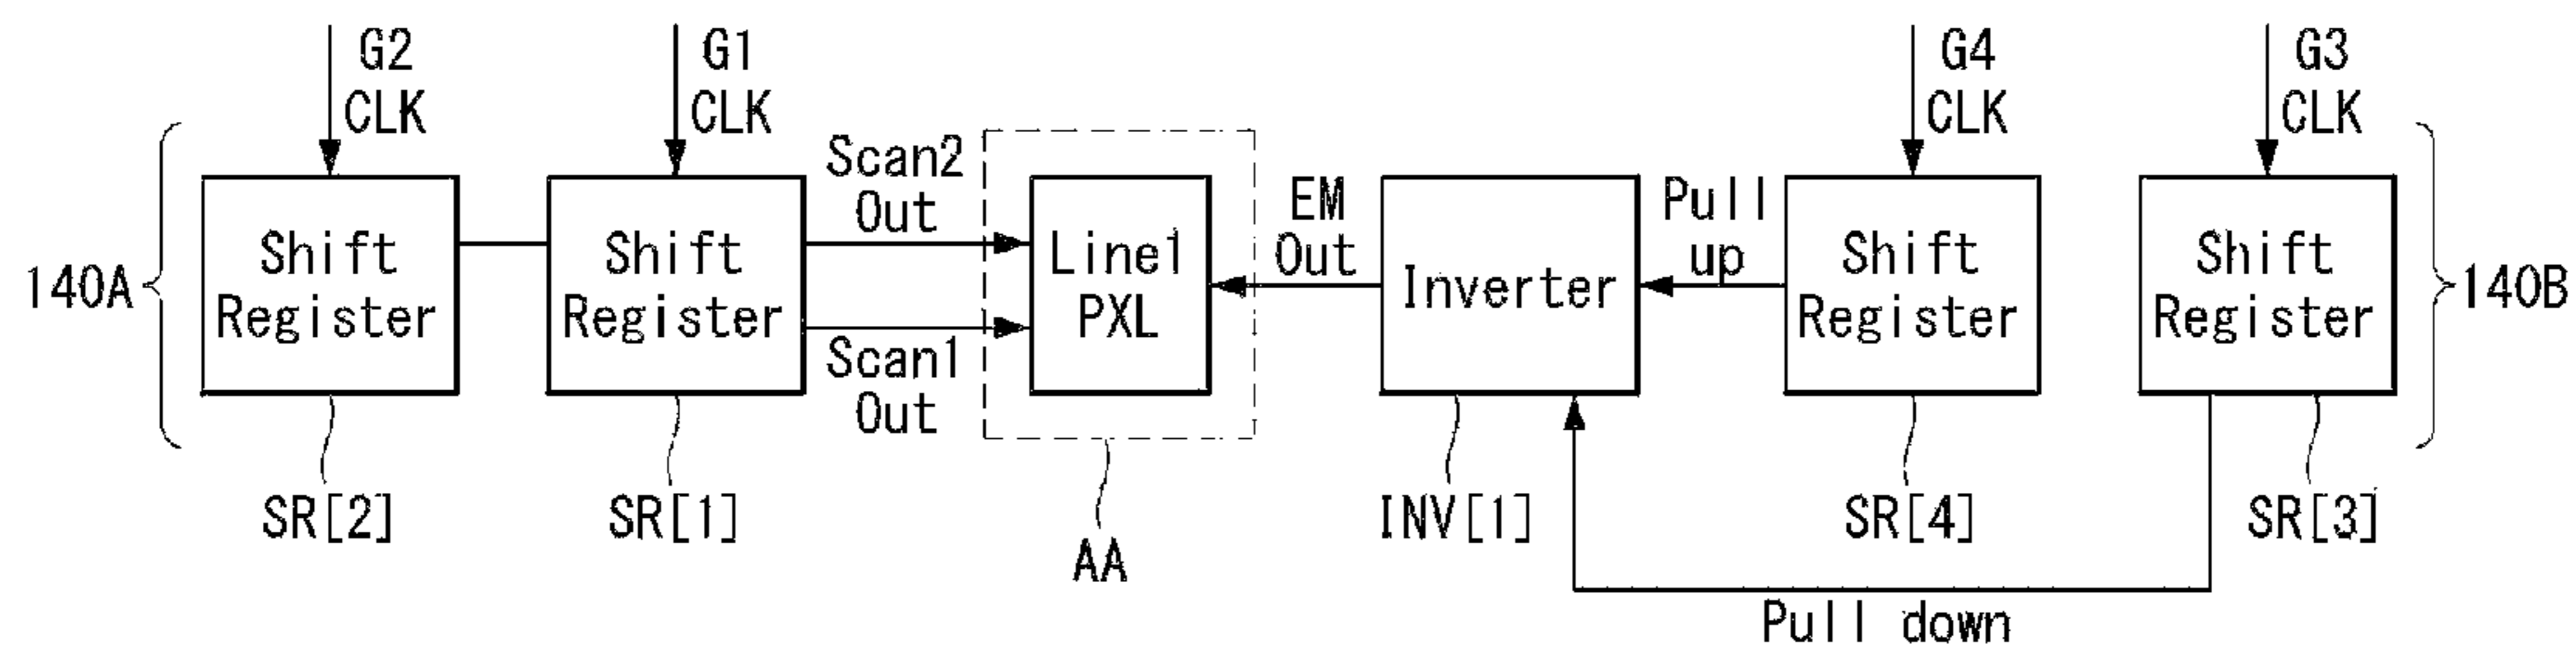 G2
CLK
G1
CLK
G4
CLK
G3
CLK
140A
Shift
Register
Shift
Register
Scan2
Out
Scan1
Out
Line1
PXL
EM
Out
Inverter
Pull
up
Shift
Register
Shift
Register
140B
SR[2]
SR[1]
AA
INV[1]
SR[4]
SR[3]
Pull down